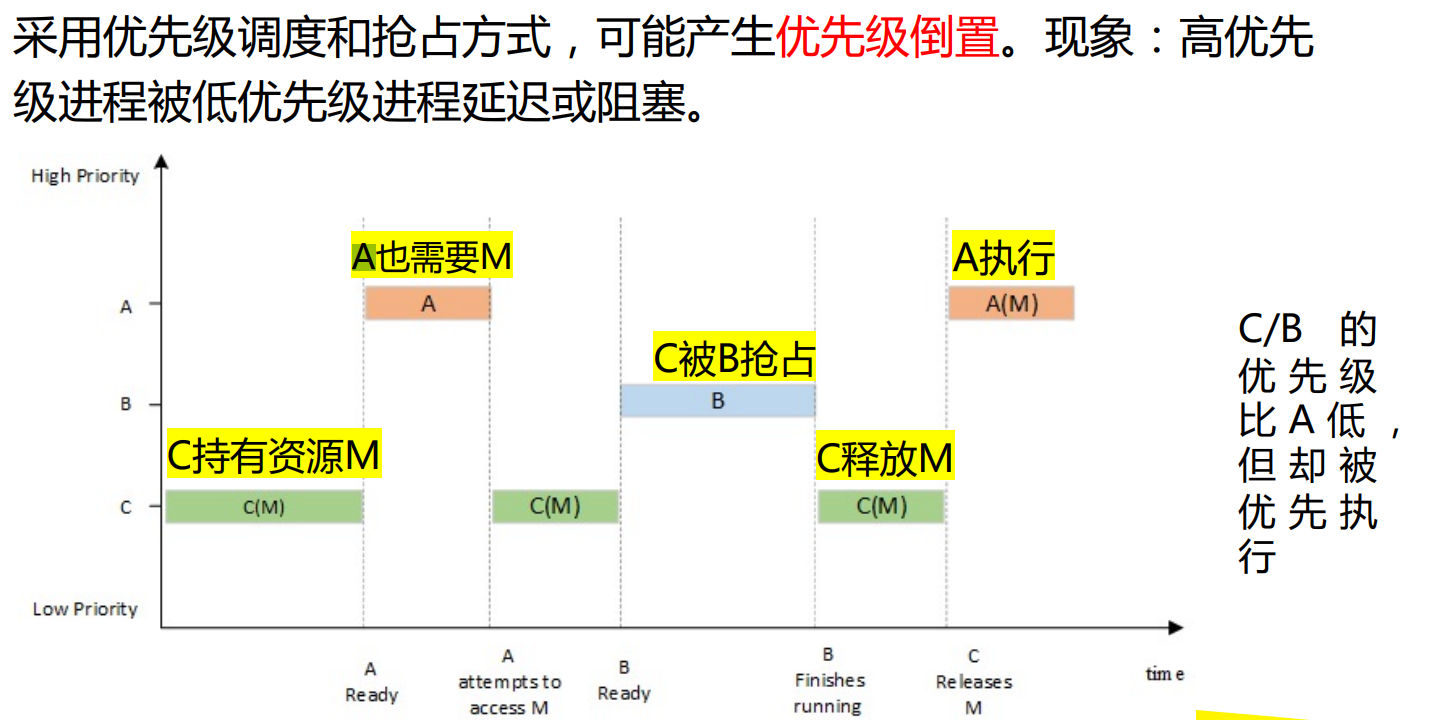 采用优先级调度和抢占方式，可能产生优先级倒置。现象：高优先
级进程被低优先级进程延迟或阻塞。
High Priority
A也需要M
A执行
A
A
A(M)
C/B 的
优先级
比A低，
但却被
优先执
行
C被B抢占
B
B
C持有资源M
C释放M
C
C(M)
C(M)
C(M)
Low Priority
A
Ready
A
attempts to
access M
B
Ready
B
Finishes
running
C
Releases
M
time